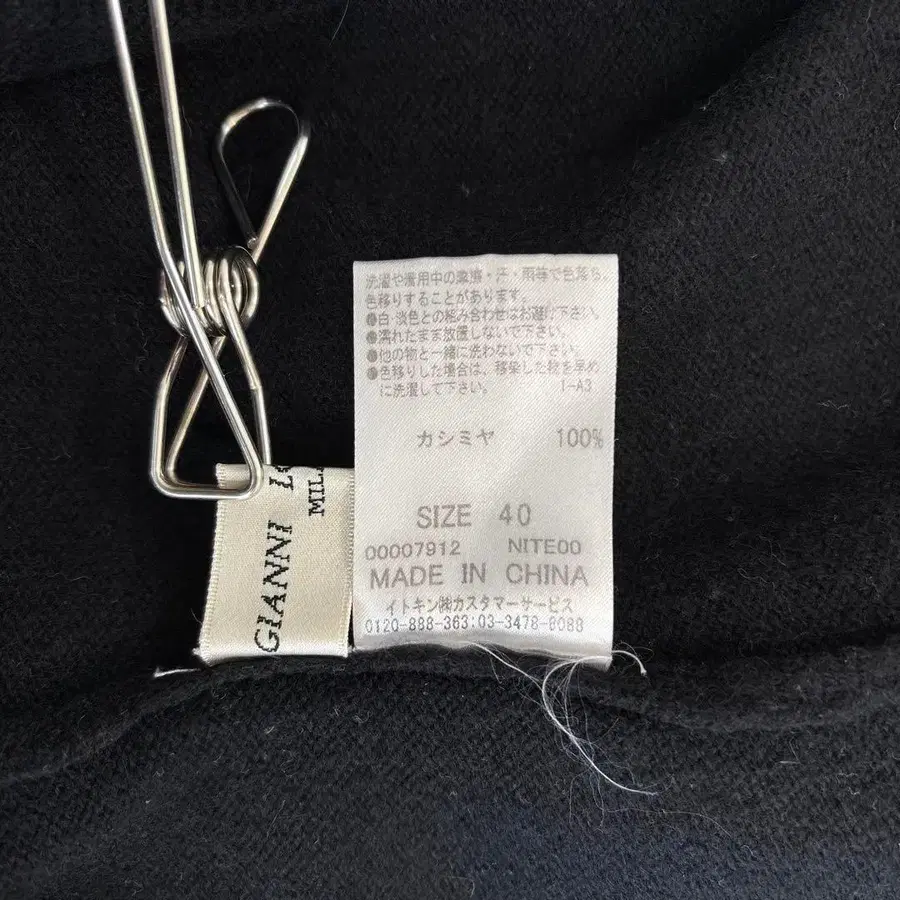 洗濯や着用中の摩擦・汗・雨等で色落ち、
色移りすることがあります。
●白・淡色との組み合わせはお避け下さい。
●濡れたまま放置しないで下さい。
●他の物と一緒に洗わないで下さい。
●色移りした場合は、移染した靴を早め
に洗濯して下さい。 I-A3
カシミヤ 100%
SIZE 40
00007912 NITE00
MADE IN CHINA
イトキン㈱カスタマーサービス
0120-888-363:03-3478-8088
GIANNI